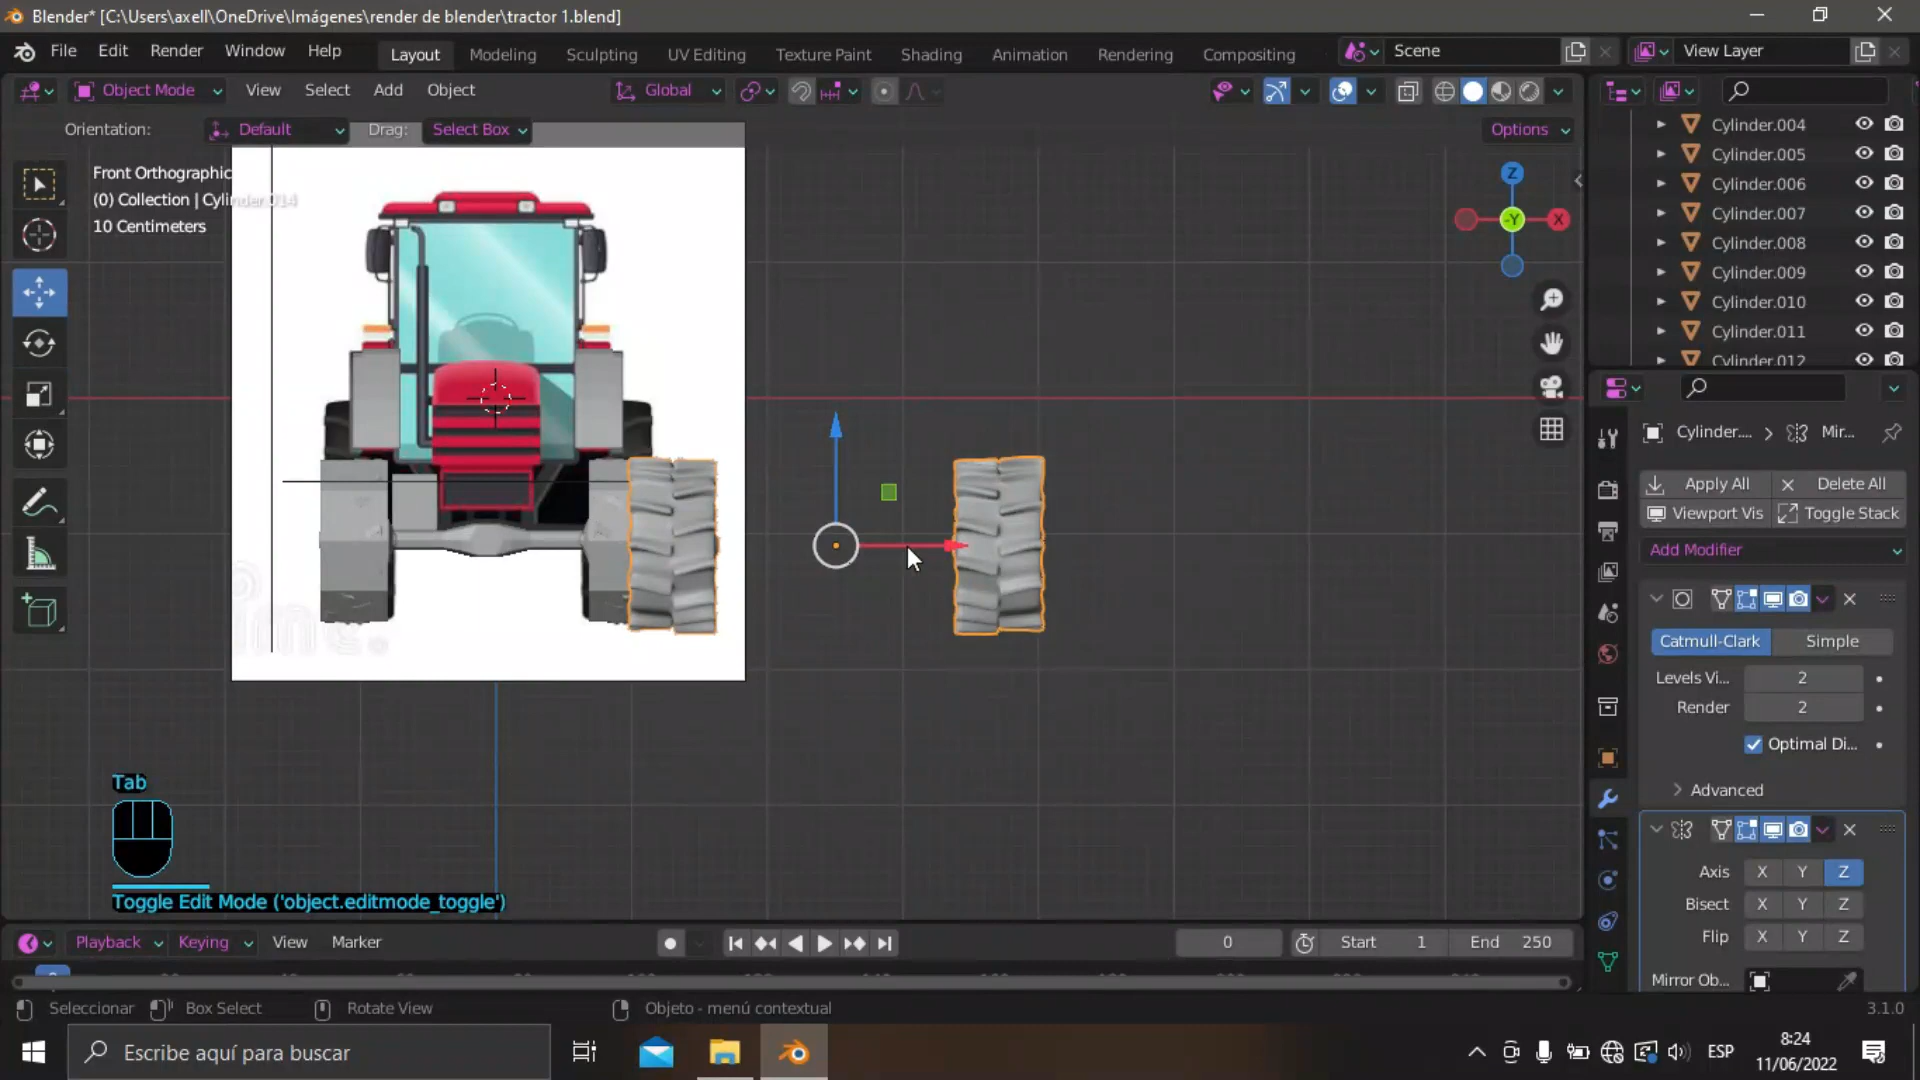 Blender* [C:\Users\axell\OneDrive\Imágenes\render de blender\tractor 1.blend]
File Edit Render Window Help Layout Modeling Sculpting UV Editing Texture Paint Shading Animation Rendering Compositing Scene View Layer
Object Mode View Select Add Object Global
Orientation: Default Drag: Select Box Options
Front Orthographic
(0) Collection | Cylinder.014
10 Centimeters
Z
-Y
X
Cylinder.004
Cylinder.005
Cylinder.006
Cylinder.007
Cylinder.008
Cylinder.009
Cylinder.010
Cylinder.011
Cylinder.012
Cylinder.... Mir...
Apply All Delete All
Viewport Vis Toggle Stack
Add Modifier
Catmull-Clark Simple
Levels Vi... 2
Render 2
Optimal Di...
Advanced
Axis X Y Z
Bisect X Y Z
Flip X Y Z
Mirror Ob...
Tab
Toggle Edit Mode ('object.editmode_toggle')
Playback Keying View Marker 0 Start 1 End 250
Seleccionar Box Select Rotate View Objeto - menú contextual 3.1.0
Escribe aquí para buscar
ESP
8:24
11/06/2022